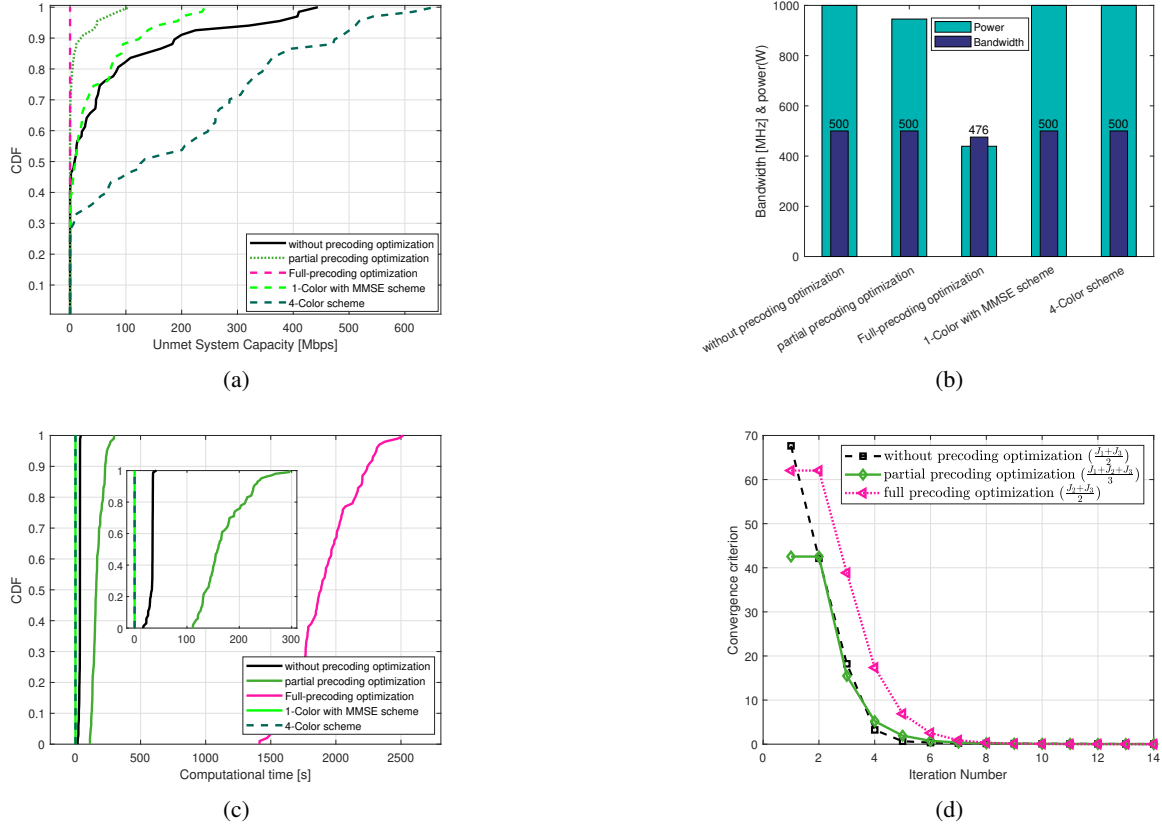 1
0.9
0.8
0.7
0.6
0.5
0.4
0.3
0.2
0.1
CDF
0 100 200 300 400 500 600
Unmet System Capacity [Mbps]
without precoding optimization
partial precoding optimization
Full-precoding optimization
1-Color with MMSE scheme
4-Color scheme
(a)
1000
800
600
400
200
0
Bandwidth [MHz] & power(W)
Power
Bandwidth
500 500 476 500 500
without precoding optimization
partial precoding optimization
Full-precoding optimization
1-Color with MMSE scheme
4-Color scheme
(b)
1
0.9
0.8
0.7
0.6
0.5
0.4
0.3
0.2
0.1
0
CDF
0 500 1000 1500 2000 2500
Computational time [s]
1
0.8
0.6
0.4
0.2
0
0 100 200 300
without precoding optimization
partial precoding optimization
Full-precoding optimization
1-Color with MMSE scheme
4-Color scheme
(c)
70
60
50
40
30
20
10
0
Convergence criterion
0 2 4 6 8 10 12 14
Iteration Number
without precoding optimization (J1+J3/2)
partial precoding optimization (J1+J2+J3/3)
full precoding optimization (J2+J3/2)
(d)